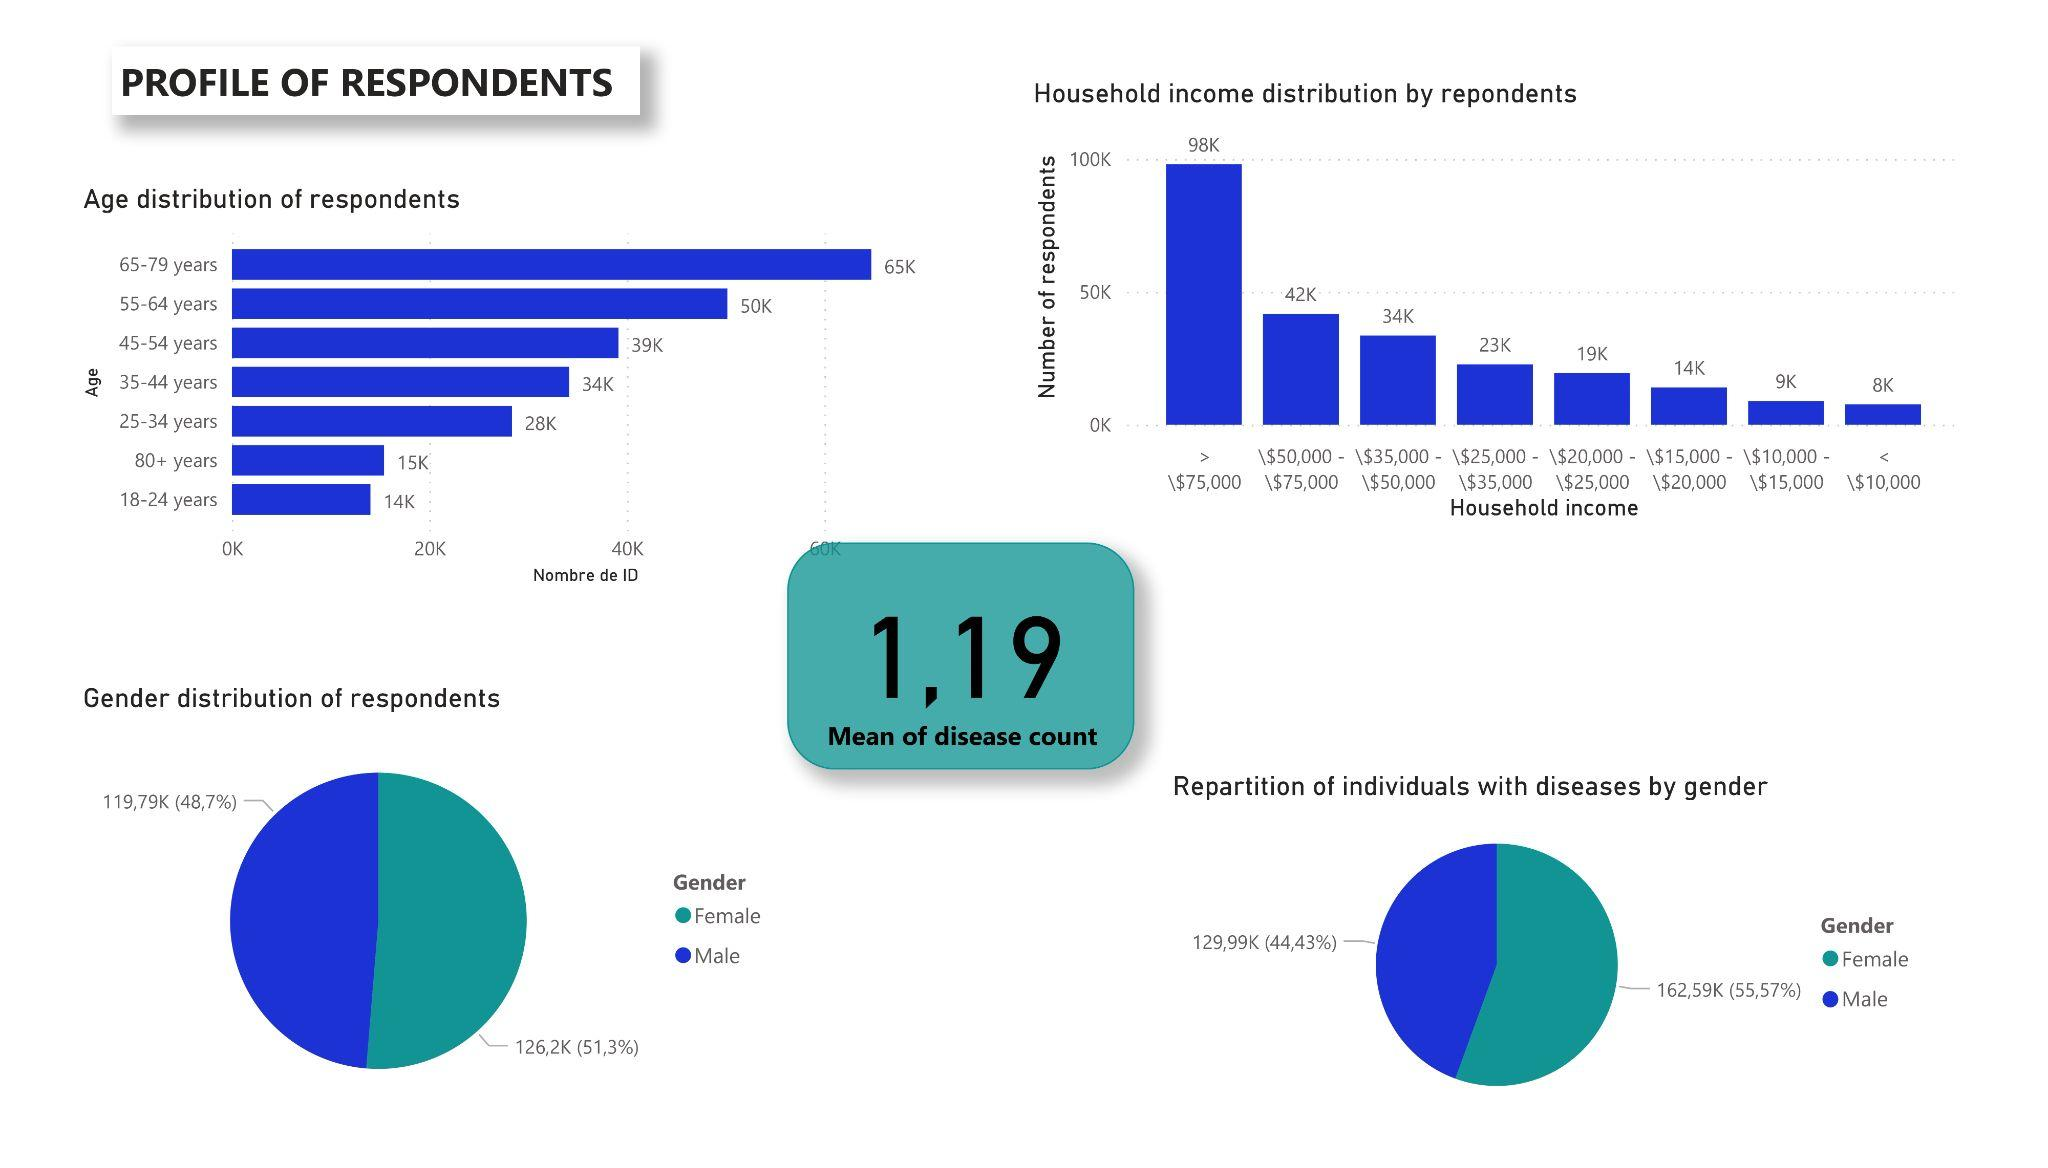 PROFILE OF RESPONDENTS
Age distribution of respondents
Age
65-79 years
65K
55-64 years
50K
45-54 years
39K
35-44 years
34K
25-34 years
28K
80+ years
15K
18-24 years
14K
0K
20K
40K
60K
Nombre de ID
Household income distribution by repondents
Number of respondents
100K
50K
0K
98K
42K
34K
23K
19K
14K
9K
8K
> \$75,000
\$50,000 - \$75,000
\$35,000 - \$50,000
\$25,000 - \$35,000
\$20,000 - \$25,000
\$15,000 - \$20,000
\$10,000 - \$15,000
< \$10,000
Household income
1,19
Mean of disease count
Gender distribution of respondents
119,79K (48,7%)
126,2K (51,3%)
Gender
Female
Male
Repartition of individuals with diseases by gender
129,99K (44,43%)
162,59K (55,57%)
Gender
Female
Male